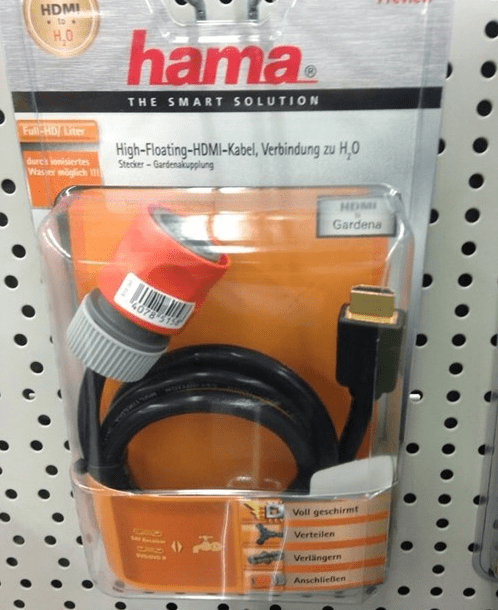 HDMI
to
H₂O
Preview
hama®
THE SMART SOLUTION
Full-HD/ Liter
durch ionisiertes
Wasser möglich !!!
High-Floating-HDMI-Kabel, Verbindung zu H₂O
Stecker – Gardenakupplung
HDMI
Gardena
Voll geschirmt
Verteilen
Verlängern
Anschließen